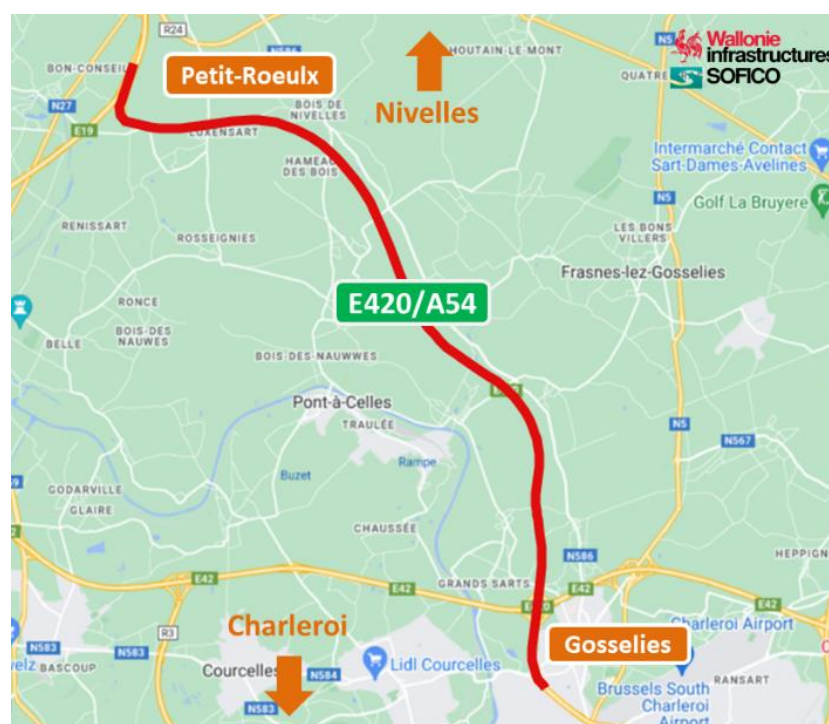 R24
N586
HOUTAIN-LE-MONT
N5
Wallonie
infrastructures
SOFICO
BON-CONSEIL
Petit-Roeulx
QUATRE
Nivelles
N27
BOIS DE
NIVELLES
E19
LUXENSART
Intermarché Contact
Sart-Dames-Avelines
HAMEAU
DES BOIS
N5
Golf La Bruyere
RENISSART
ROSSEIGNIES
LES BONS
VILLERS
Frasnes-lez-Gosselies
E420/A54
RONCE
BOIS-DES
NAUWES
BELLE
BOIS-DES-NAUWWES
Pont-à-Celles
TRAULÉE
N5
N567
Buzet
Rampe
GODARVILLE
GLAIRE
CHAUSSÉE
N586
HEPPIGN
E42
E42
GRANDS SARTS
E42
Charleroi
R3
Gosselies
Charleroi Airport
N583
N583
BASCOUP
Courcelles
N584
Lidl Courcelles
RANSART
Brussels South
Charleroi
Airport
N583